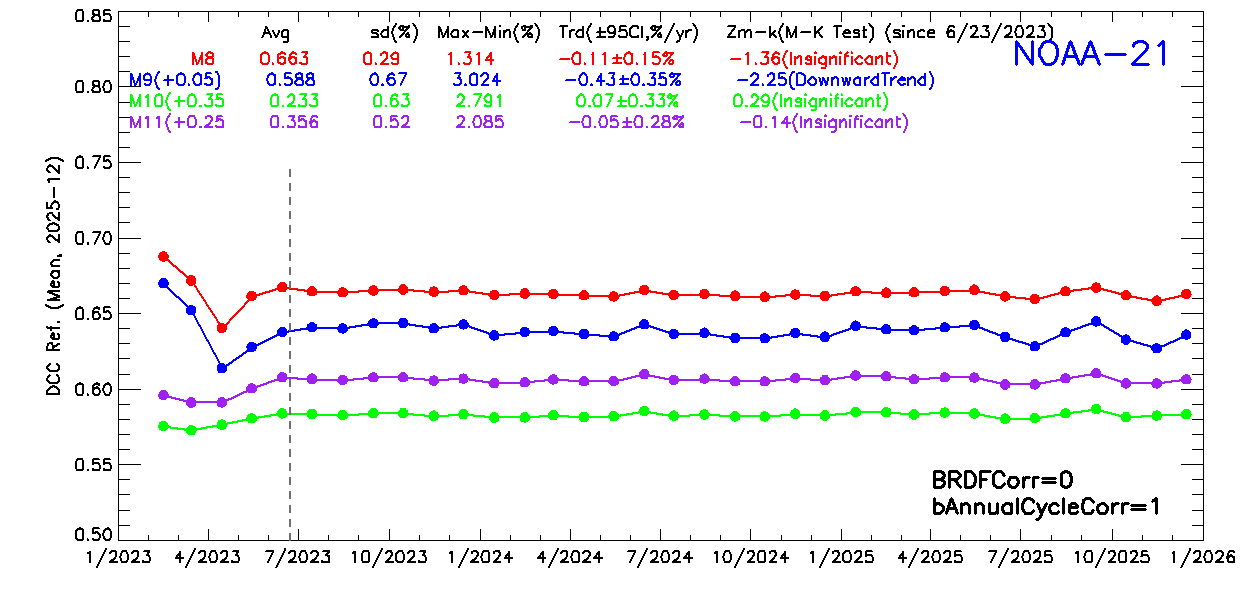 Avg sd(%) Max-Min(%) Trd(±95CI,%/yr) Zm-k(M-K Test) (since 6/23/2023)
NOAA-21
M8 0.663 0.29 1.314 -0.11±0.15% -1.36(Insignificant)
M9(+0.05) 0.588 0.67 3.024 -0.43±0.35% -2.25(DownwardTrend)
M10(+0.35 0.233 0.63 2.791 0.07±0.33% 0.29(Insignificant)
M11(+0.25 0.356 0.52 2.085 -0.05±0.28% -0.14(Insignificant)
0.85
0.80
0.75
0.70
0.65
0.60
0.55
0.50
DCC Ref. (Mean, 2025-12)
BRDFCorr=0
bAnnualCycleCorr=1
1/2023 4/2023 7/2023 10/2023 1/2024 4/2024 7/2024 10/2024 1/2025 4/2025 7/2025 10/2025 1/2026